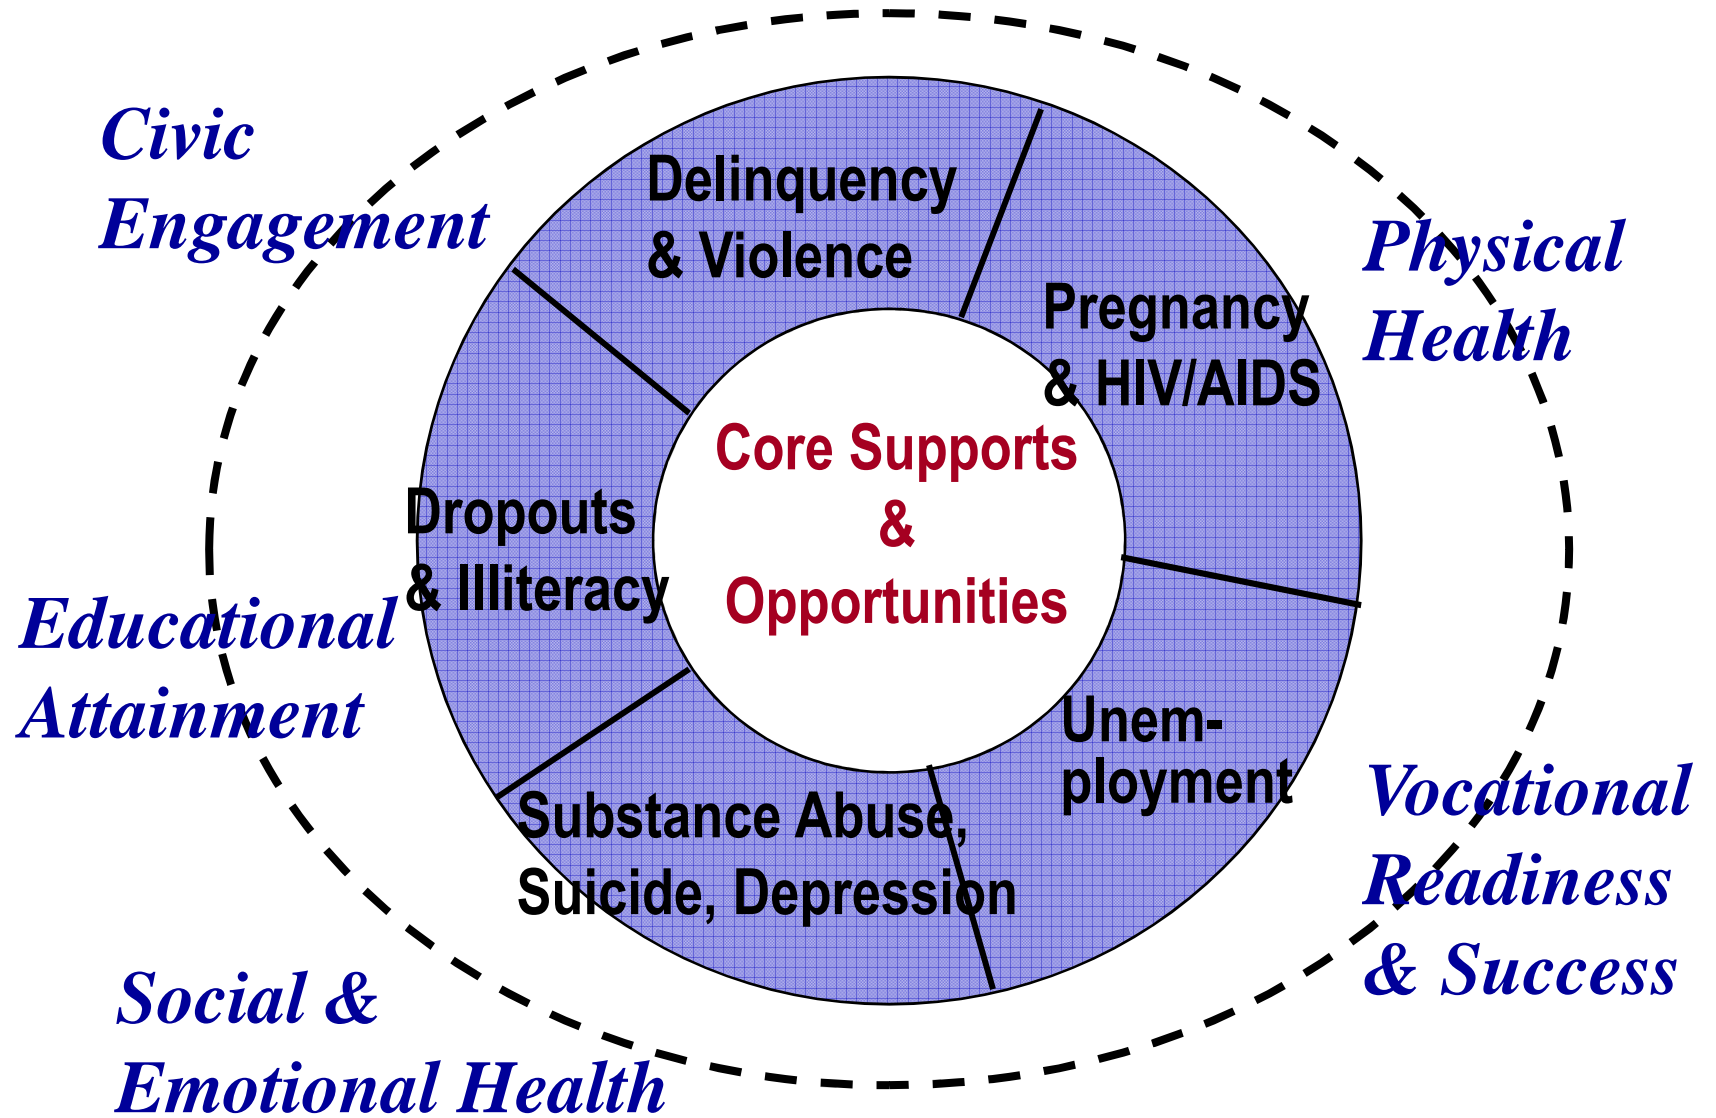 Civic
Engagement
Delinquency
& Violence
Physical
Health
Pregnancy
& HIV/AIDS
Core Supports
&
Opportunities
Dropouts
& Illiteracy
Educational
Attainment
Unem-
ployment
Substance Abuse,
Suicide, Depression
Vocational
Readiness
& Success
Social &
Emotional Health